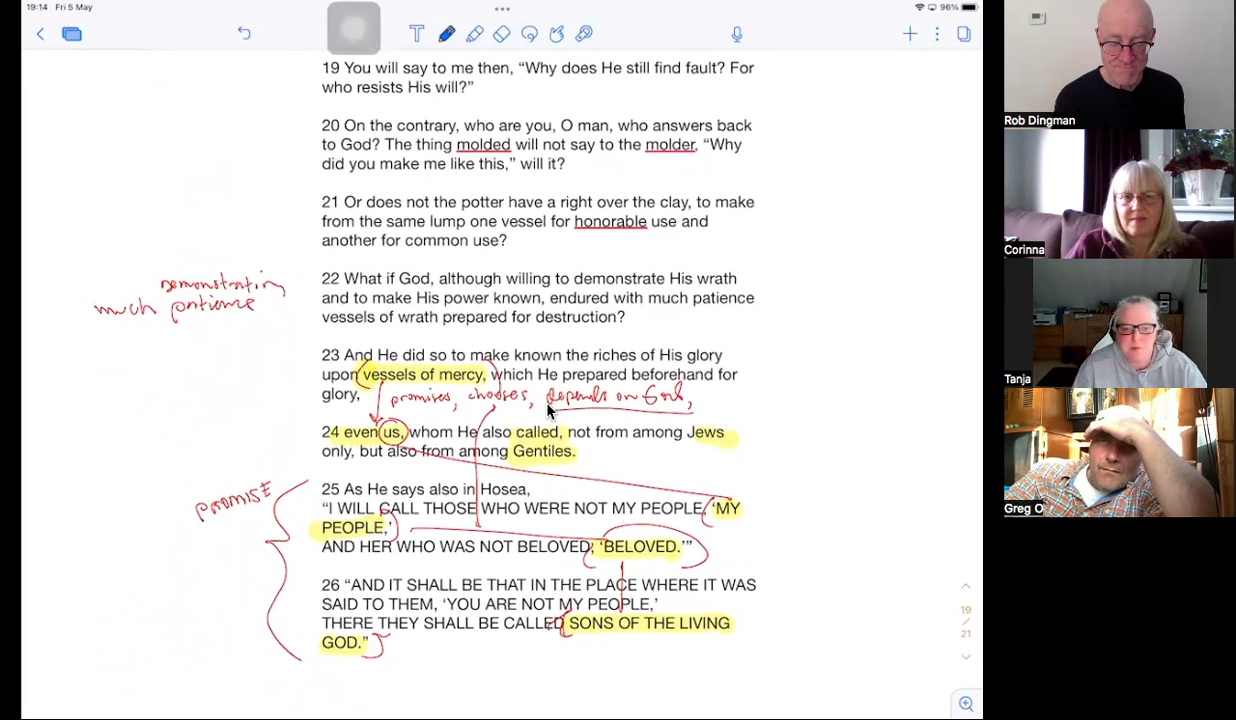 19:14 Fri 5 May
96%
T
19 You will say to me then, “Why does He still find fault? For
who resists His will?”
20 On the contrary, who are you, O man, who answers back
to God? The thing molded will not say to the molder, “Why
did you make me like this,” will it?
21 Or does not the potter have a right over the clay, to make
from the same lump one vessel for honorable use and
another for common use?
demonstrating
much patience
22 What if God, although willing to demonstrate His wrath
and to make His power known, endured with much patience
vessels of wrath prepared for destruction?
23 And He did so to make known the riches of His glory
upon vessels of mercy, which He prepared beforehand for
glory,
promises, chooses, depends on God,
24 even us, whom He also called, not from among Jews
only, but also from among Gentiles.
promise
25 As He says also in Hosea,
“I WILL CALL THOSE WHO WERE NOT MY PEOPLE, ‘MY
PEOPLE,’
AND HER WHO WAS NOT BELOVED, ‘BELOVED.’”
26 “AND IT SHALL BE THAT IN THE PLACE WHERE IT WAS
SAID TO THEM, ‘YOU ARE NOT MY PEOPLE,’
THERE THEY SHALL BE CALLED SONS OF THE LIVING
GOD.”
19
/
21
Rob Dingman
Corinna
Tanja
Greg O